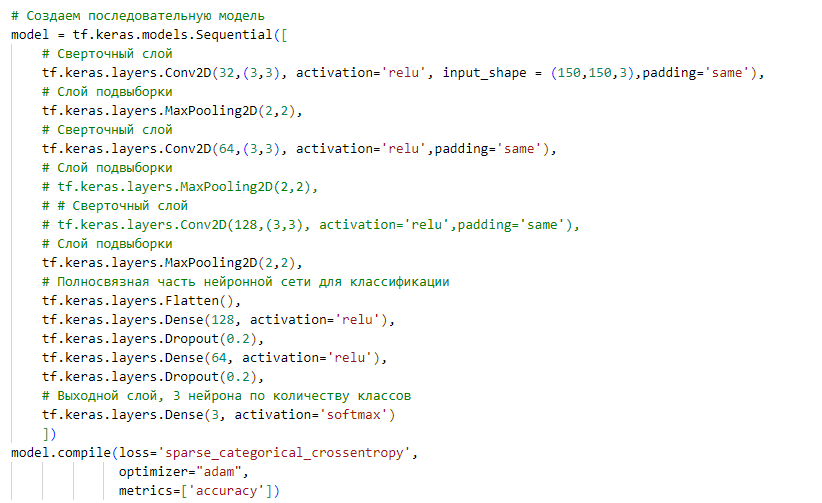 # Создаем последовательную модель
model = tf.keras.models.Sequential([
    # Сверточный слой
    tf.keras.layers.Conv2D(32,(3,3), activation='relu', input_shape = (150,150,3),padding='same'),
    # Слой подвыборки
    tf.keras.layers.MaxPooling2D(2,2),
    # Сверточный слой
    tf.keras.layers.Conv2D(64,(3,3), activation='relu',padding='same'),
    # Слой подвыборки
    # tf.keras.layers.MaxPooling2D(2,2),
    # # Сверточный слой
    # tf.keras.layers.Conv2D(128,(3,3), activation='relu',padding='same'),
    # Слой подвыборки
    tf.keras.layers.MaxPooling2D(2,2),
    # Полносвязная часть нейронной сети для классификации
    tf.keras.layers.Flatten(),
    tf.keras.layers.Dense(128, activation='relu'),
    tf.keras.layers.Dropout(0.2),
    tf.keras.layers.Dense(64, activation='relu'),
    tf.keras.layers.Dropout(0.2),
    # Выходной слой, 3 нейрона по количеству классов
    tf.keras.layers.Dense(3, activation='softmax')
    ])
model.compile(loss='sparse_categorical_crossentropy',
              optimizer="adam",
              metrics=['accuracy'])